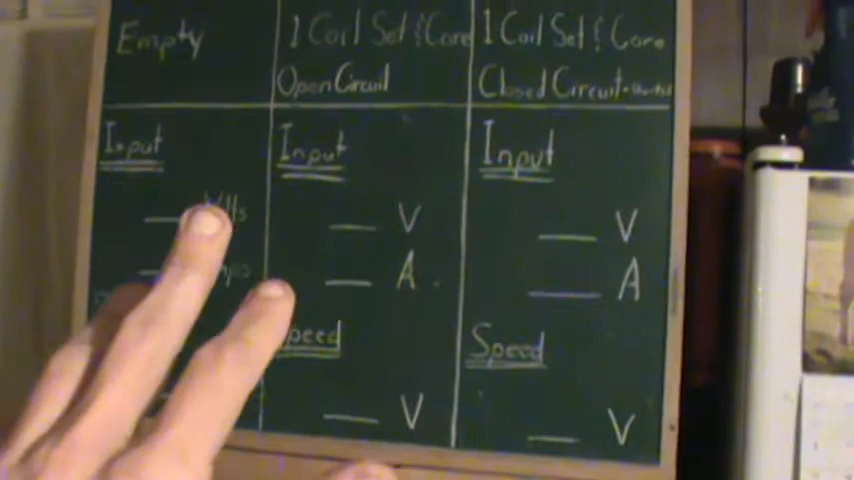 Empty
1 Coil Set & Core
Open Circuit
1 Coil Set & Core
Closed Circuit
Input
Input
V
A
Speed
V
Input
V
A
Speed
V